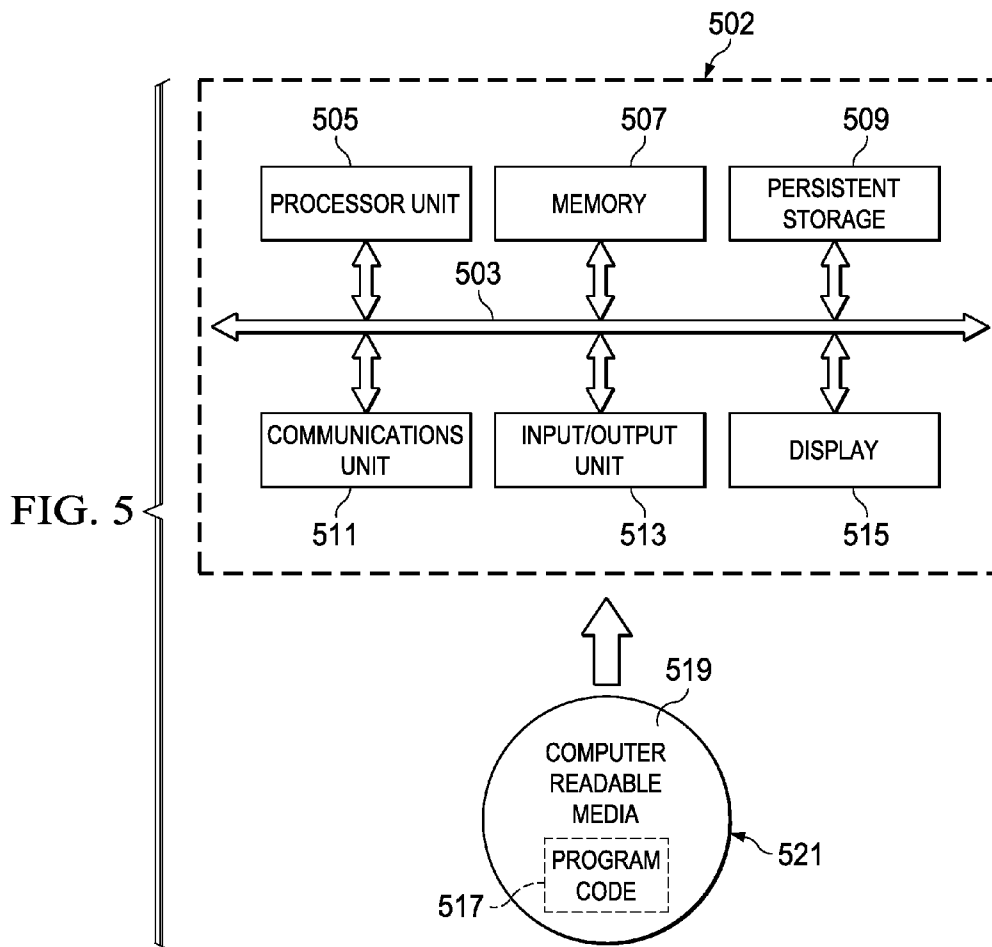 502
505
507
509
PROCESSOR UNIT
MEMORY
PERSISTENT
STORAGE
503
COMMUNICATIONS
UNIT
INPUT/OUTPUT
UNIT
DISPLAY
FIG. 5
511
513
515
519
COMPUTER
READABLE
MEDIA
521
PROGRAM
CODE
517